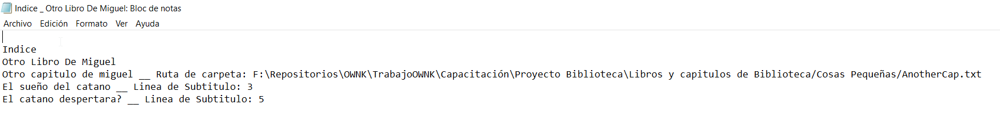 Indice _ Otro Libro De Miguel: Bloc de notas
Archivo Edición Formato Ver Ayuda
Indice
Otro Libro De Miguel
Otro capitulo de miguel __ Ruta de carpeta: F:\Repositorios\OWNK\TrabajoOWNK\Capacitación\Proyecto Biblioteca\Libros y capitulos de Biblioteca/Cosas Pequeñas/AnotherCap.txt
El sueño del catano __ Linea de Subtitulo: 3
El catano despertara? __ Linea de Subtitulo: 5